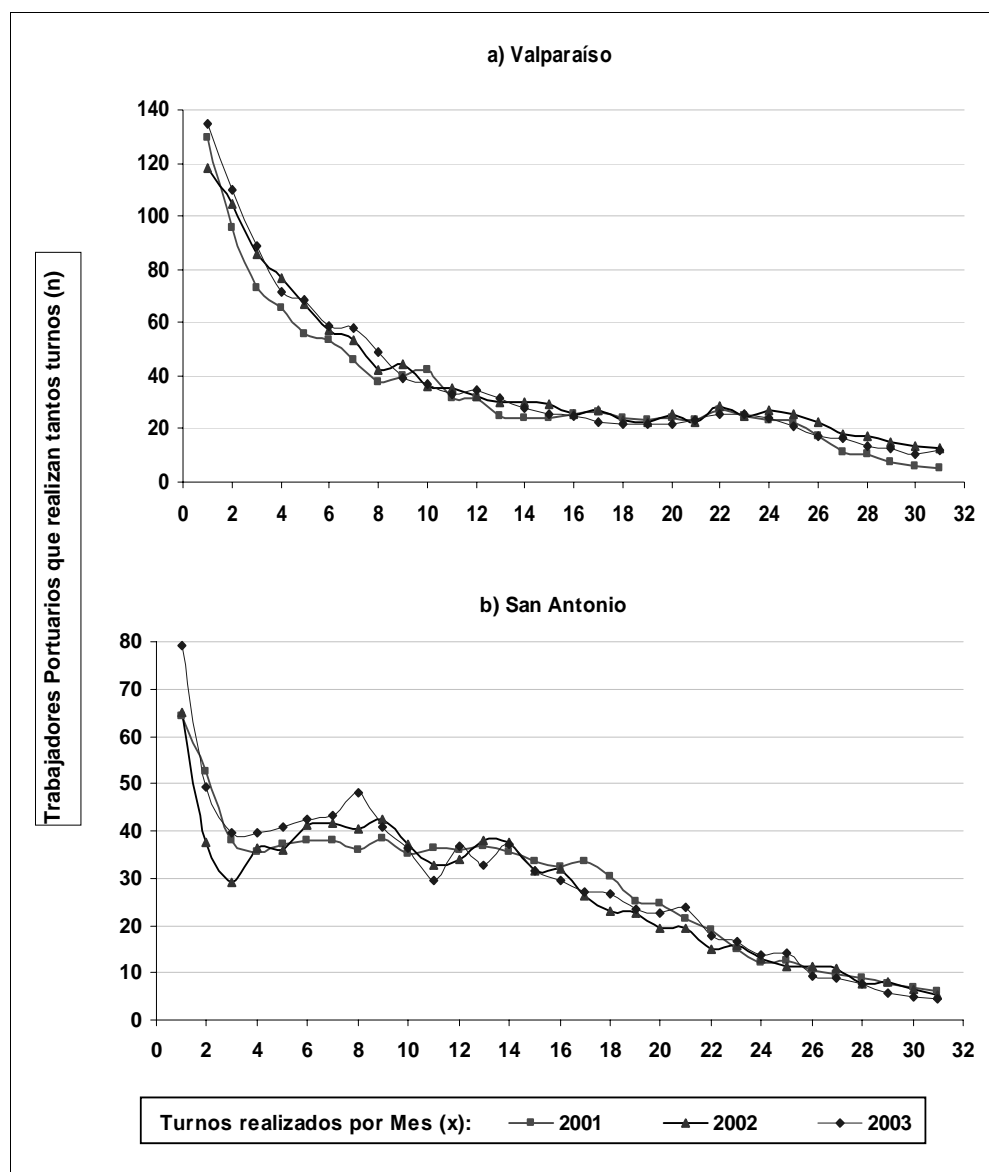 a) Valparaíso
140
120
100
80
60
40
20
0
0 2 4 6 8 10 12 14 16 18 20 22 24 26 28 30 32
Trabajadores Portuarios que realizan tantos turnos (n)
b) San Antonio
80
70
60
50
40
30
20
10
0
0 2 4 6 8 10 12 14 16 18 20 22 24 26 28 30 32
Turnos realizados por Mes (x): 2001 2002 2003